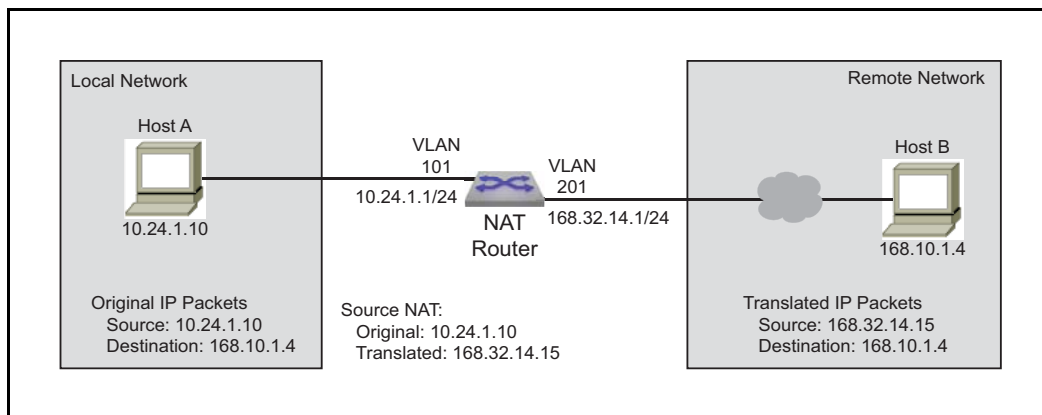 Local Network
Host A
10.24.1.10
Original IP Packets
Source: 10.24.1.10
Destination: 168.10.1.4
VLAN
101
10.24.1.1/24
NAT
Router
VLAN
201
168.32.14.1/24
Source NAT:
Original: 10.24.1.10
Translated: 168.32.14.15
Remote Network
Host B
168.10.1.4
Translated IP Packets
Source: 168.32.14.15
Destination: 168.10.1.4